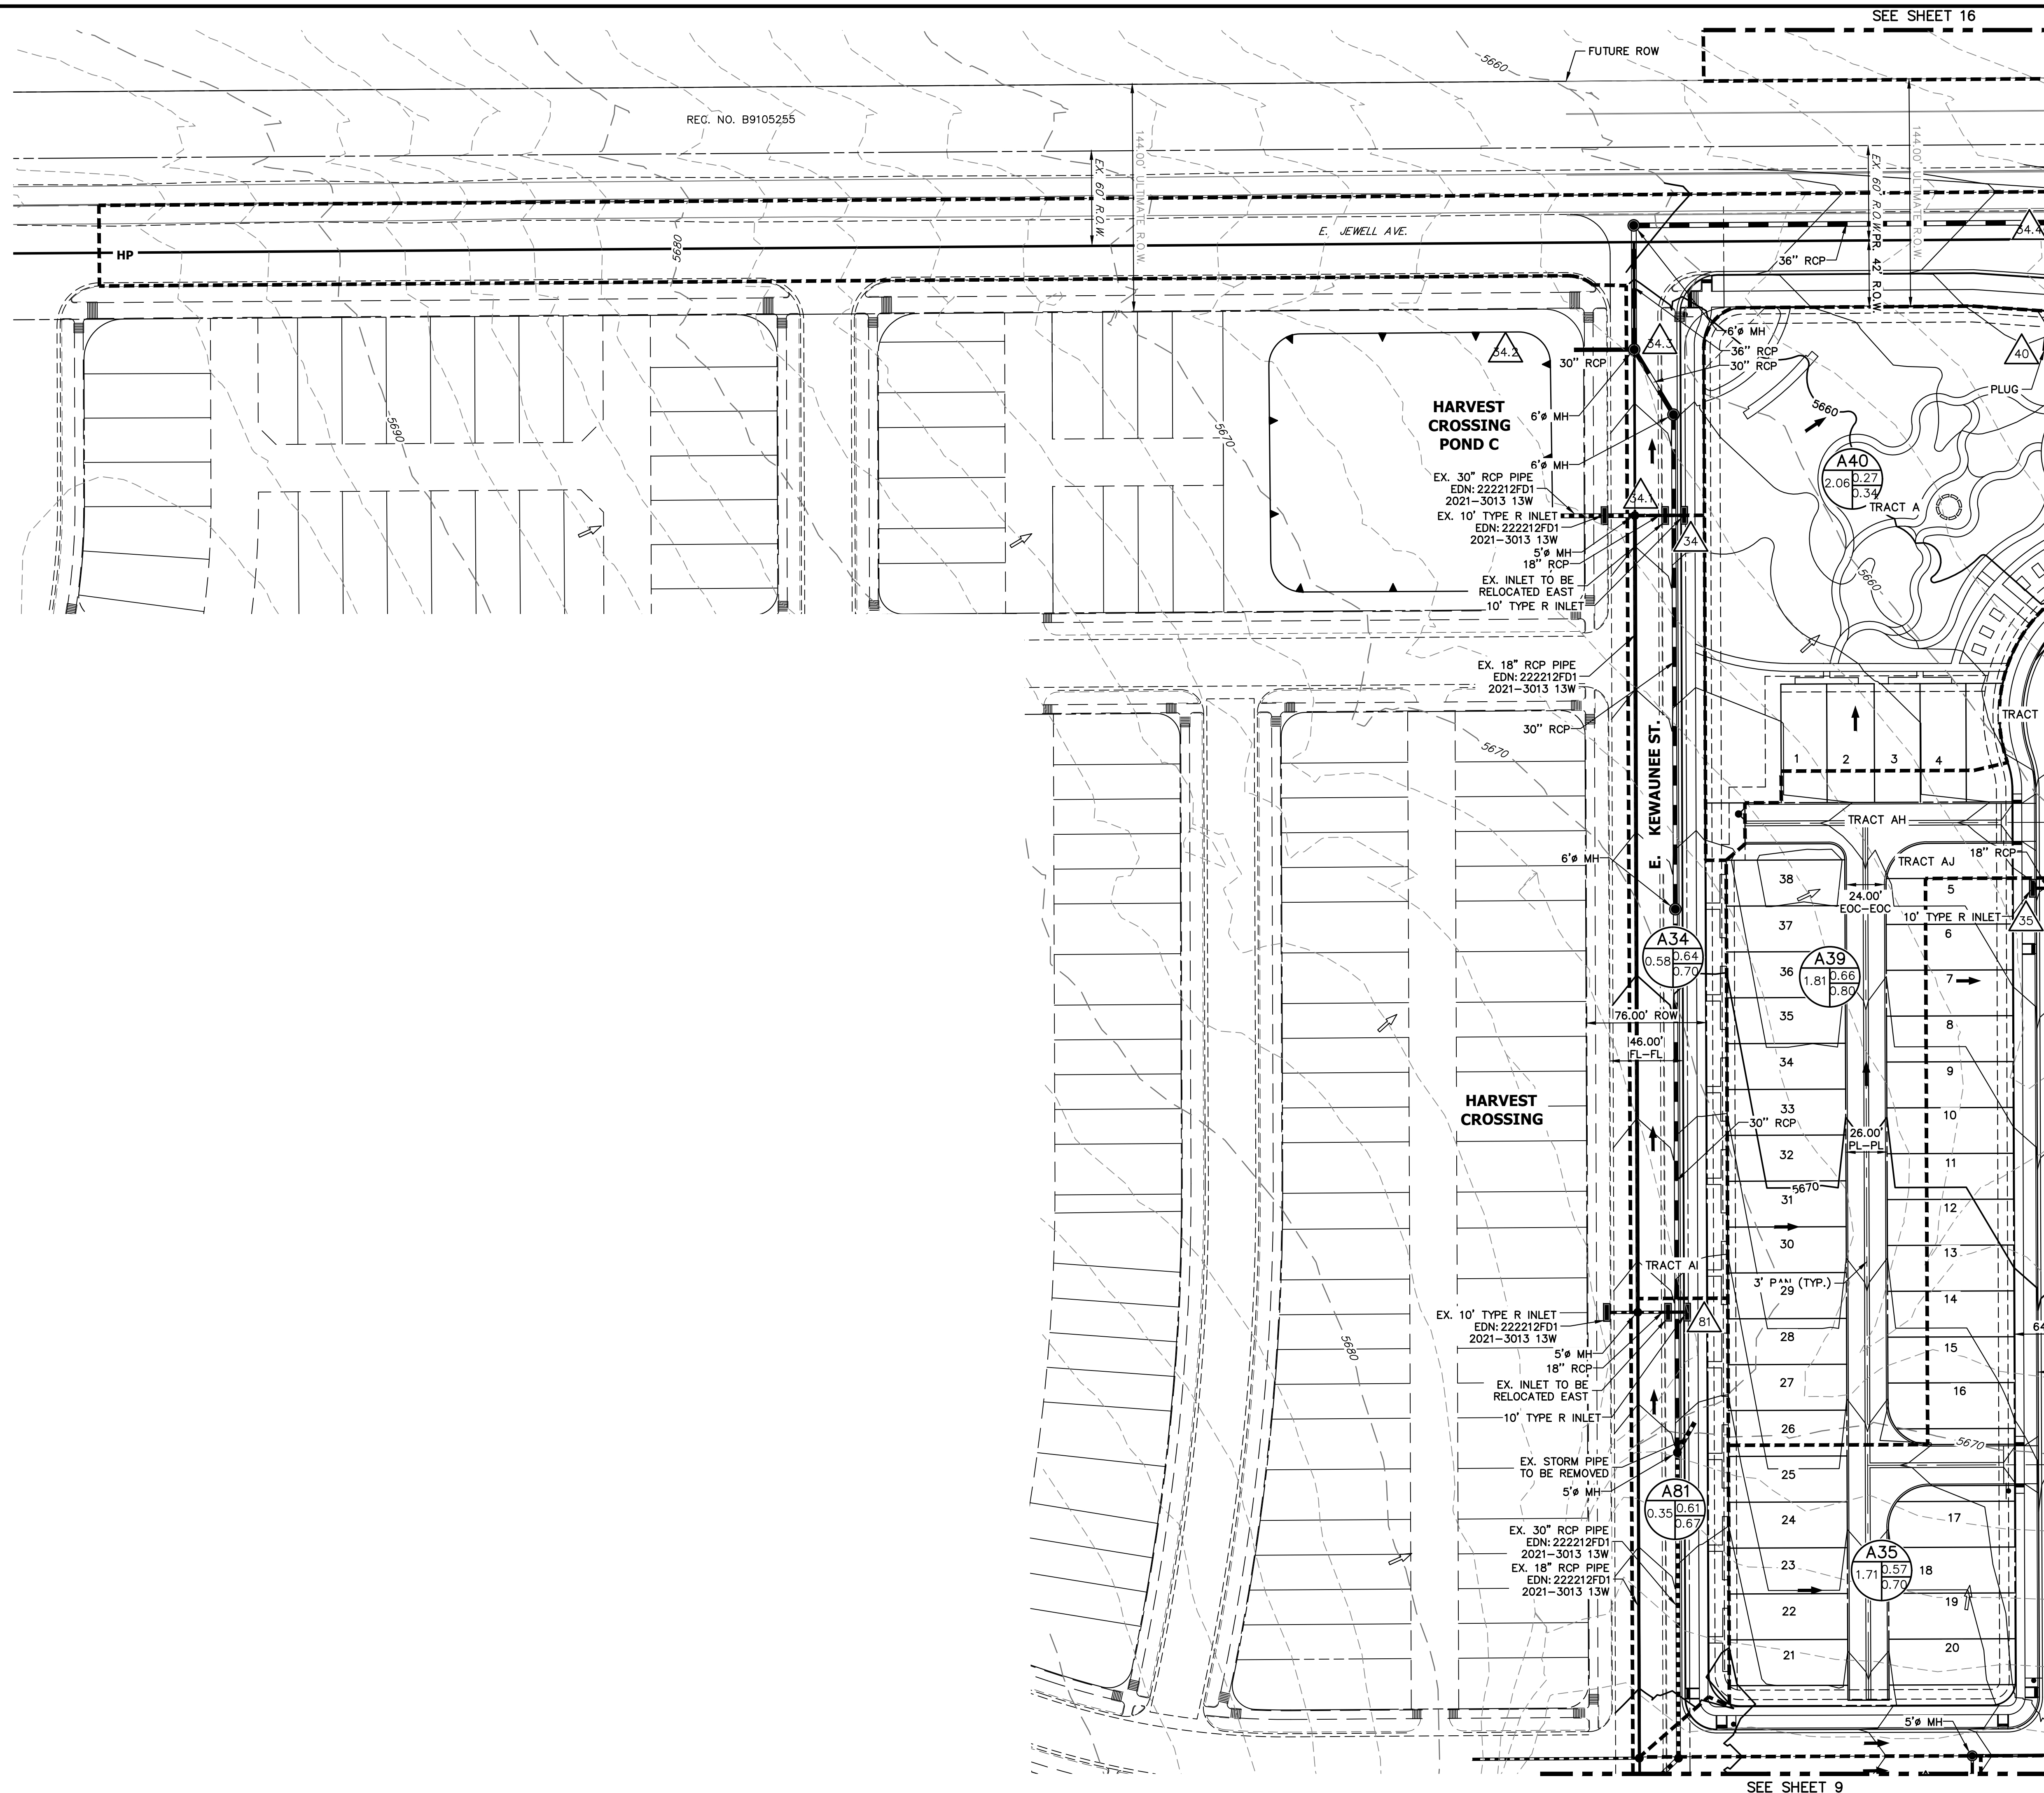 SEE SHEET 16
FUTURE ROW
5660
REC. NO. B9105255
144.00' ULTIMATE R.O.W.
EX. 60' R.O.W.
144.00' ULTIMATE R.O.W.
EX. 60' R.O.W.
PR 42' R.O.W.
E. JEWELL AVE.
5680
HP
34.4
36" RCP
6'ø MH
36" RCP
30" RCP
34.2
34.3
40
30" RCP
PLUG
HARVEST
CROSSING
POND C
6'ø MH
5660
5690
5670
6'ø MH
EX. 30" RCP PIPE
EDN: 222212FD1
2021-3013 13W
EX. 10' TYPE R INLET
EDN: 222212FD1
2021-3013 13W
5'ø MH
18" RCP
EX. INLET TO BE
RELOCATED EAST
10' TYPE R INLET
34.1
34
A40
2.06
0.27
0.34
TRACT A
5660
EX. 18" RCP PIPE
EDN: 222212FD1
2021-3013 13W
30" RCP
5670
E. KEWAUNEE ST.
TRACT
1
2
3
4
TRACT AH
TRACT AJ
18" RCP
6'ø MH
38
24.00'
EOC-EOC
5
10' TYPE R INLET
35
37
6
A34
0.58
0.64
0.70
36
A39
1.81
0.66
0.80
7
76.00' ROW
35
8
46.00'
FL-FL
34
9
HARVEST
CROSSING
33
10
30" RCP
26.00'
PL-PL
32
11
5670
31
12
30
13
TRACT AI
3' PAN (TYP.)
29
14
EX. 10' TYPE R INLET
EDN: 222212FD1
2021-3013 13W
5'ø MH
18" RCP
EX. INLET TO BE
RELOCATED EAST
10' TYPE R INLET
81
64
5680
28
15
27
16
26
5670
EX. STORM PIPE
TO BE REMOVED
5'ø MH
25
A81
0.35
0.61
0.67
24
17
EX. 30" RCP PIPE
EDN: 222212FD1
2021-3013 13W
EX. 18" RCP PIPE
EDN: 222212FD1
2021-3013 13W
23
A35
1.71
0.57
0.70
18
22
19
21
20
5'ø MH
SEE SHEET 9